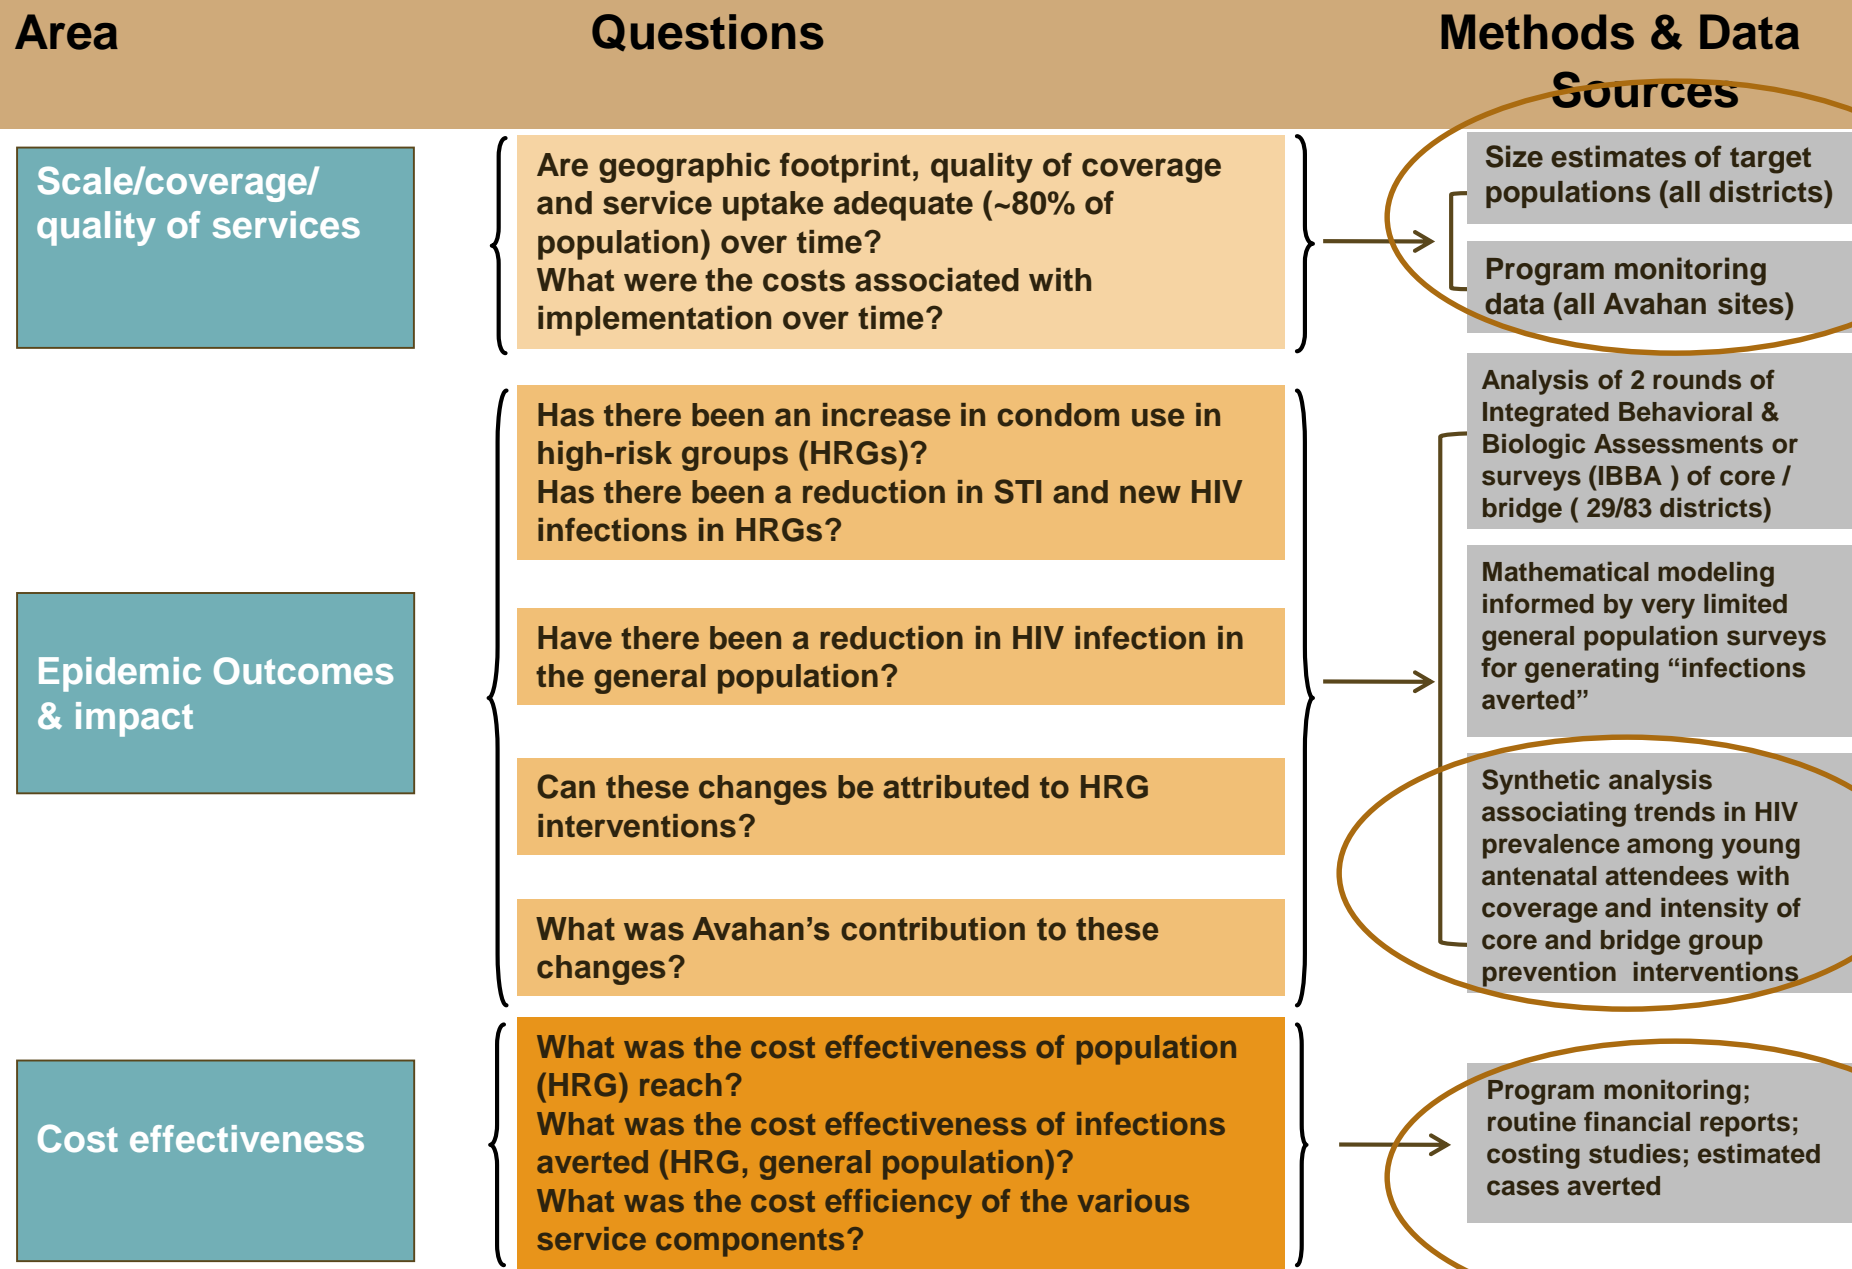 Area
Questions
Methods & Data
Sources
Scale/coverage/
quality of services
Are geographic footprint, quality of coverage
and service uptake adequate (~80% of
population) over time?
What were the costs associated with
implementation over time?
Size estimates of target
populations (all districts)
Program monitoring
data (all Avahan sites)
Epidemic Outcomes
& impact
Has there been an increase in condom use in
high-risk groups (HRGs)?
Has there been a reduction in STI and new HIV
infections in HRGs?
Have there been a reduction in HIV infection in
the general population?
Can these changes be attributed to HRG
interventions?
What was Avahan’s contribution to these
changes?
Analysis of 2 rounds of
Integrated Behavioral &
Biologic Assessments or
surveys (IBBA ) of core /
bridge ( 29/83 districts)
Mathematical modeling
informed by very limited
general population surveys
for generating “infections
averted”
Synthetic analysis
associating trends in HIV
prevalence among young
antenatal attendees with
coverage and intensity of
core and bridge group
prevention interventions
Cost effectiveness
What was the cost effectiveness of population
(HRG) reach?
What was the cost effectiveness of infections
averted (HRG, general population)?
What was the cost efficiency of the various
service components?
Program monitoring;
routine financial reports;
costing studies; estimated
cases averted